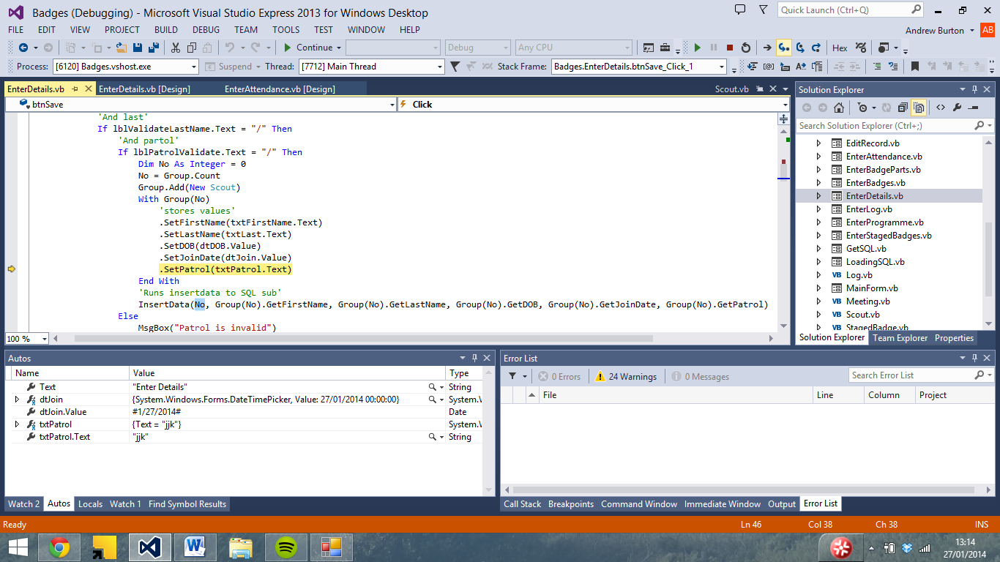 Badges (Debugging) - Microsoft Visual Studio Express 2013 for Windows Desktop
Quick Launch (Ctrl+Q)
FILE EDIT VIEW PROJECT BUILD DEBUG TEAM TOOLS TEST WINDOW HELP
Andrew Burton AB
Continue Debug Any CPU Hex
Process: [6120] Badges.vshost.exe Suspend Thread: [7712] Main Thread Stack Frame: Badges.EnterDetails.btnSave_Click_1
EnterDetails.vb EnterDetails.vb [Design] EnterAttendance.vb [Design] Scout.vb
btnSave Click
'And last'
If lblValidateLastName.Text = "/" Then
'And partol'
If lblPatrolValidate.Text = "/" Then
Dim No As Integer = 0
No = Group.Count
Group.Add(New Scout)
With Group(No)
'stores values'
.SetFirstName(txtFirstName.Text)
.SetLastName(txtLast.Text)
.SetDOB(dtDOB.Value)
.SetJoinDate(dtJoin.Value)
.SetPatrol(txtPatrol.Text)
End With
'Runs insertdata to SQL sub'
InsertData(No, Group(No).GetFirstName, Group(No).GetLastName, Group(No).GetDOB, Group(No).GetJoinDate, Group(No).GetPatrol)
Else
MsgBox("Patrol is invalid")
100 %
Solution Explorer
Search Solution Explorer (Ctrl+;)
EditRecord.vb
EnterAttendance.vb
EnterBadgeParts.vb
EnterBadges.vb
EnterDetails.vb
EnterLog.vb
EnterProgramme.vb
EnterStagedBadges.vb
GetSQL.vb
LoadingSQL.vb
VB Log.vb
MainForm.vb
VB Meeting.vb
VB Scout.vb
VB StagedBadge.vb
Solution Explorer Team Explorer Properties
Autos
Name Value Type
Text "Enter Details" String
dtJoin {System.Windows.Forms.DateTimePicker, Value: 27/01/2014 00:00:00} System.W
dtJoin.Value #1/27/2014# Date
txtPatrol {Text = "jjk"} System.W
txtPatrol.Text "jjk" String
Watch 2 Autos Locals Watch 1 Find Symbol Results
Error List
0 Errors 24 Warnings 0 Messages Search Error List
File Line Column Project
Call Stack Breakpoints Command Window Immediate Window Output Error List
Ready Ln 46 Col 38 Ch 38 INS
13:14
27/01/2014